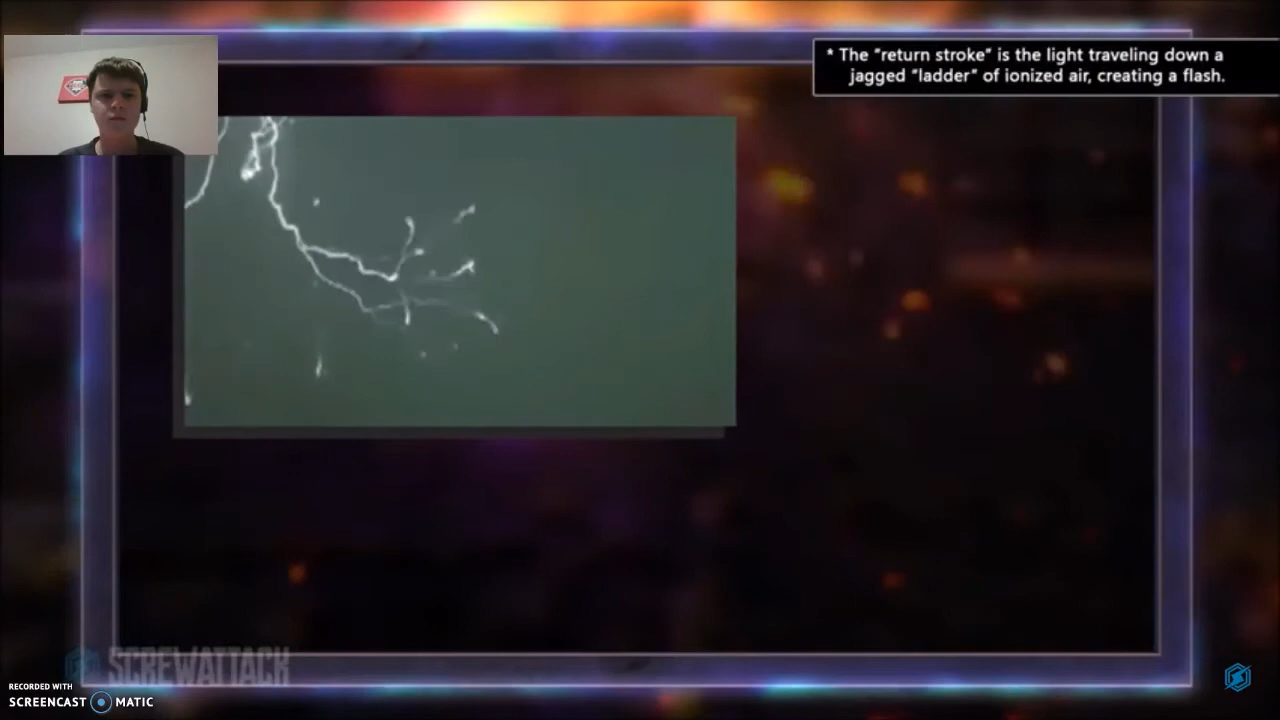 * The "return stroke" is the light traveling down a
jagged "ladder" of ionized air, creating a flash.
SCREWATTACK
RECORDED WITH
SCREENCAST MATIC